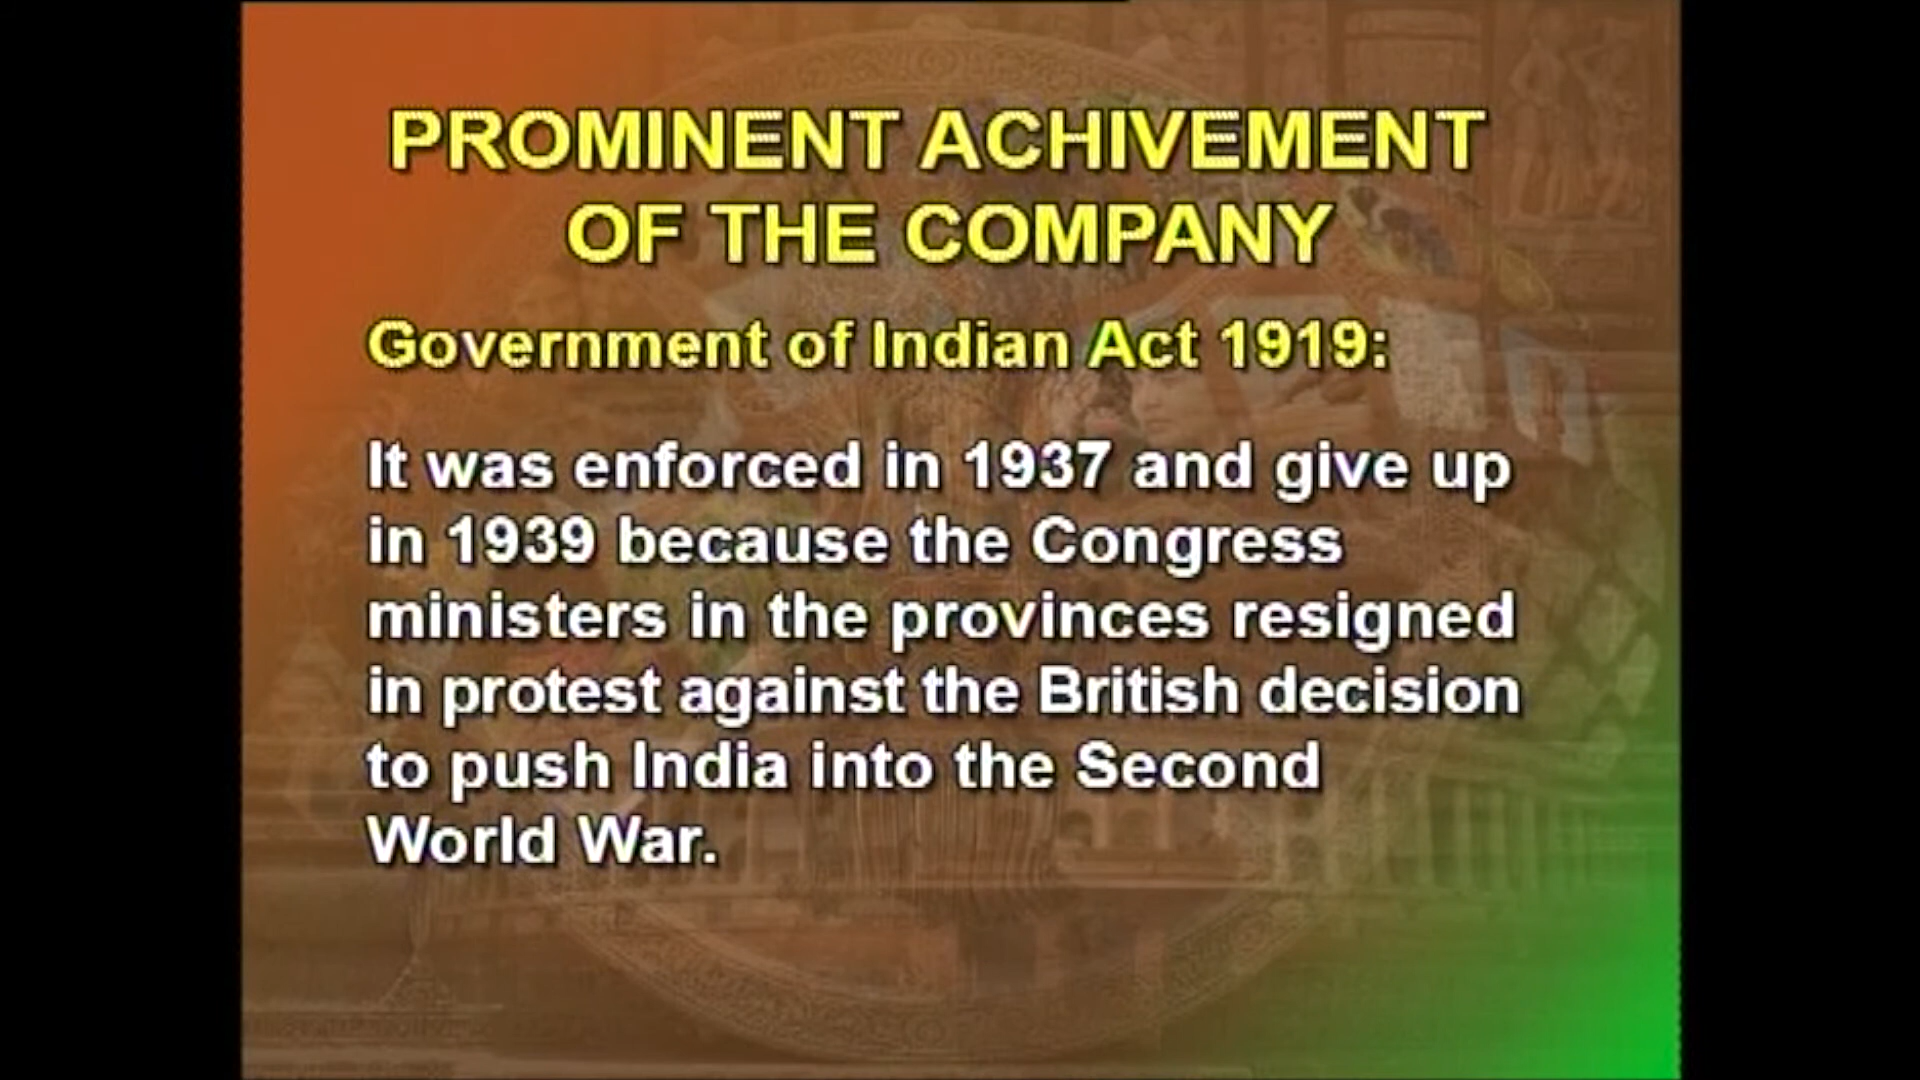 PROMINENT ACHIVEMENT
OF THE COMPANY
Government of Indian Act 1919:
It was enforced in 1937 and give up
in 1939 because the Congress
ministers in the provinces resigned
in protest against the British decision
to push India into the Second
World War.